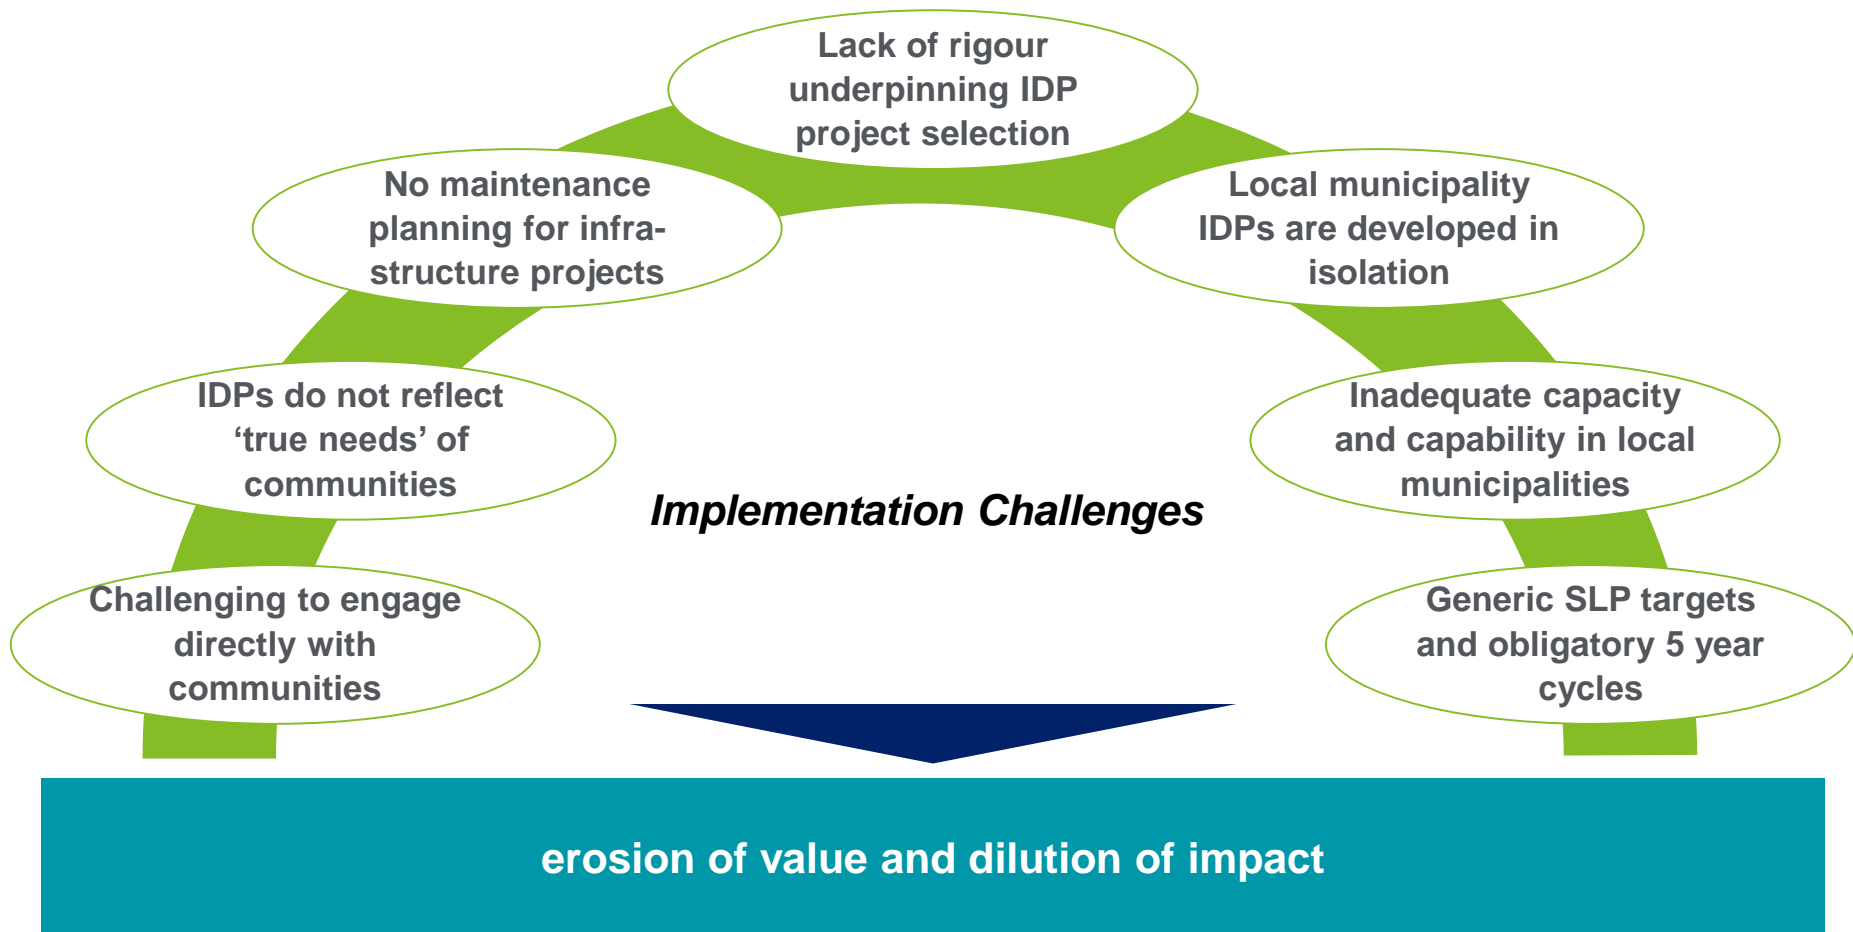 Lack of rigour
underpinning IDP
project selection
No maintenance
planning for infra-
structure projects
Local municipality
IDPs are developed in
isolation
IDPs do not reflect
‘true needs’ of
communities
Inadequate capacity
and capability in local
municipalities
Implementation Challenges
Challenging to engage
directly with
communities
Generic SLP targets
and obligatory 5 year
cycles
erosion of value and dilution of impact